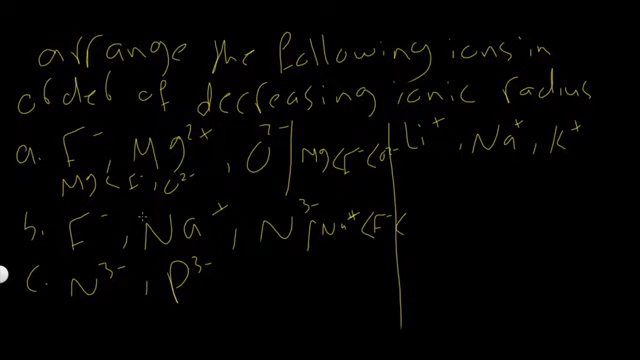 arrange the following ions in
order of decreasing ionic radius
a. F⁻, Mg²⁺, O²⁻ | Mg<F⁻<O²⁻
Mg< F⁻, O²⁻
b. F⁻, Na⁺, N³⁻ | Na⁺<F⁻<
c. N³⁻, P³⁻
Li⁺, Na⁺, K⁺